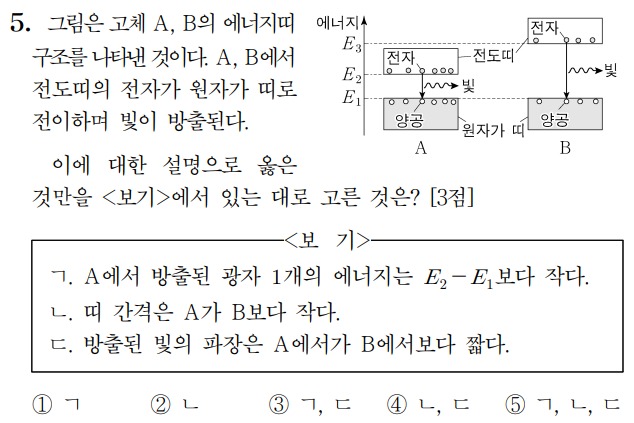 5. 그림은 고체 A, B의 에너지띠
구조를 나타낸 것이다. A, B에서
전도띠의 전자가 원자가 띠로
전이하며 빛이 방출된다.
에너지
E₃
E₂
E₁
전자
전도띠
빛
양공
원자가 띠
A
전자
빛
양공
B
이에 대한 설명으로 옳은
것만을 <보기>에서 있는 대로 고른 것은? [3점]
<보 기>
ㄱ. A에서 방출된 광자 1개의 에너지는 E₂-E₁보다 작다.
ㄴ. 띠 간격은 A가 B보다 작다.
ㄷ. 방출된 빛의 파장은 A에서가 B에서보다 짧다.
① ㄱ ② ㄴ ③ ㄱ, ㄷ ④ ㄴ, ㄷ ⑤ ㄱ, ㄴ, ㄷ